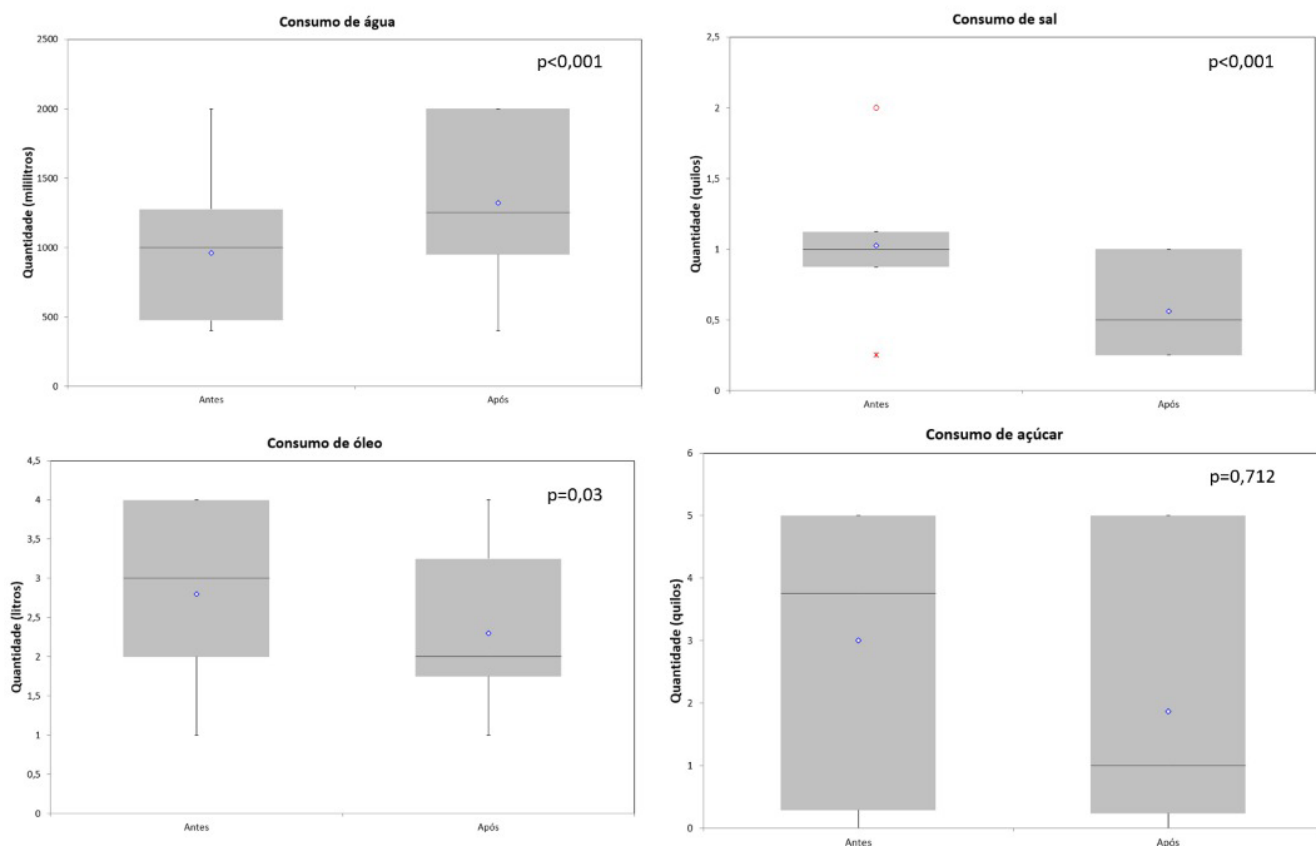 Consumo de água
p<0,001
Quantidade (mililitros)
2500
2000
1500
1000
500
0
Antes
Após
Consumo de sal
p<0,001
Quantidade (quilos)
2,5
2
1,5
1
0,5
0
Antes
Após
Consumo de óleo
p=0,03
Quantidade (litros)
4,5
4
3,5
3
2,5
2
1,5
1
0,5
0
Antes
Após
Consumo de açúcar
p=0,712
Quantidade (quilos)
6
5
4
3
2
1
0
Antes
Após